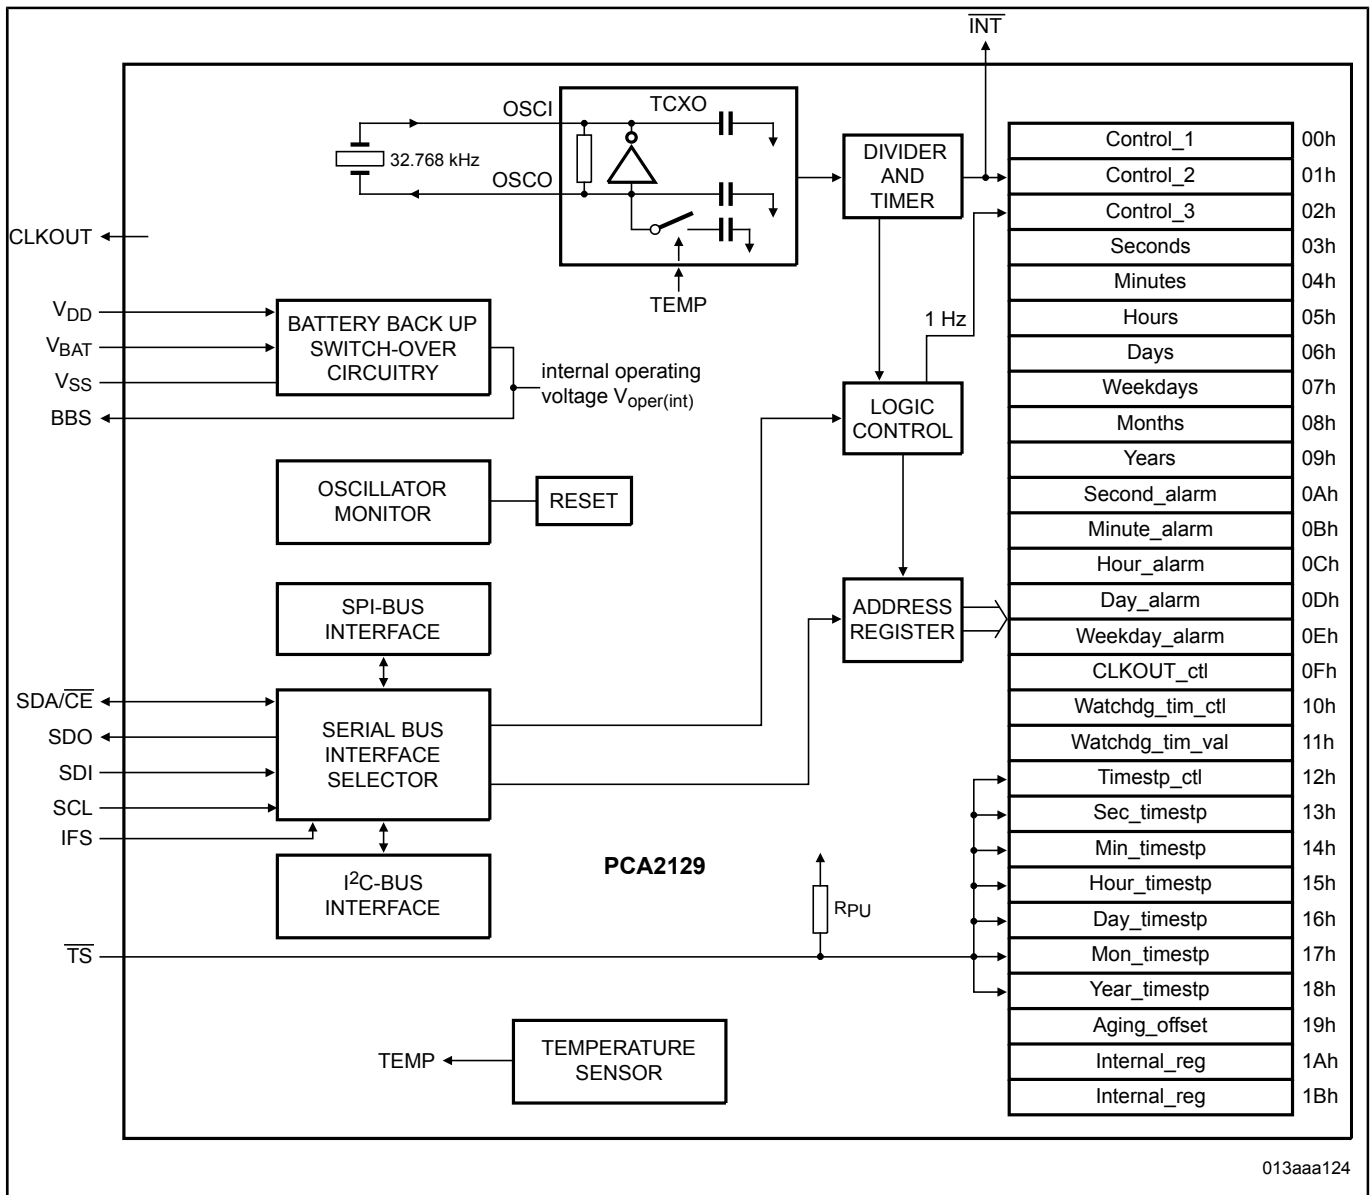 INT
OSCI
TCXO
32.768 kHz
OSCO
TEMP
DIVIDER
AND
TIMER
CLKOUT
VDD
VBAT
VSS
BBS
BATTERY BACK UP
SWITCH-OVER
CIRCUITRY
internal operating
voltage Voper(int)
1 Hz
LOGIC
CONTROL
OSCILLATOR
MONITOR
RESET
SPI-BUS
INTERFACE
ADDRESS
REGISTER
SDA/CE
SDO
SDI
SCL
IFS
SERIAL BUS
INTERFACE
SELECTOR
I2C-BUS
INTERFACE
PCA2129
RPU
TS
TEMP
TEMPERATURE
SENSOR
Control_1 00h
Control_2 01h
Control_3 02h
Seconds 03h
Minutes 04h
Hours 05h
Days 06h
Weekdays 07h
Months 08h
Years 09h
Second_alarm 0Ah
Minute_alarm 0Bh
Hour_alarm 0Ch
Day_alarm 0Dh
Weekday_alarm 0Eh
CLKOUT_ctl 0Fh
Watchdg_tim_ctl 10h
Watchdg_tim_val 11h
Timestp_ctl 12h
Sec_timestp 13h
Min_timestp 14h
Hour_timestp 15h
Day_timestp 16h
Mon_timestp 17h
Year_timestp 18h
Aging_offset 19h
Internal_reg 1Ah
Internal_reg 1Bh
013aaa124